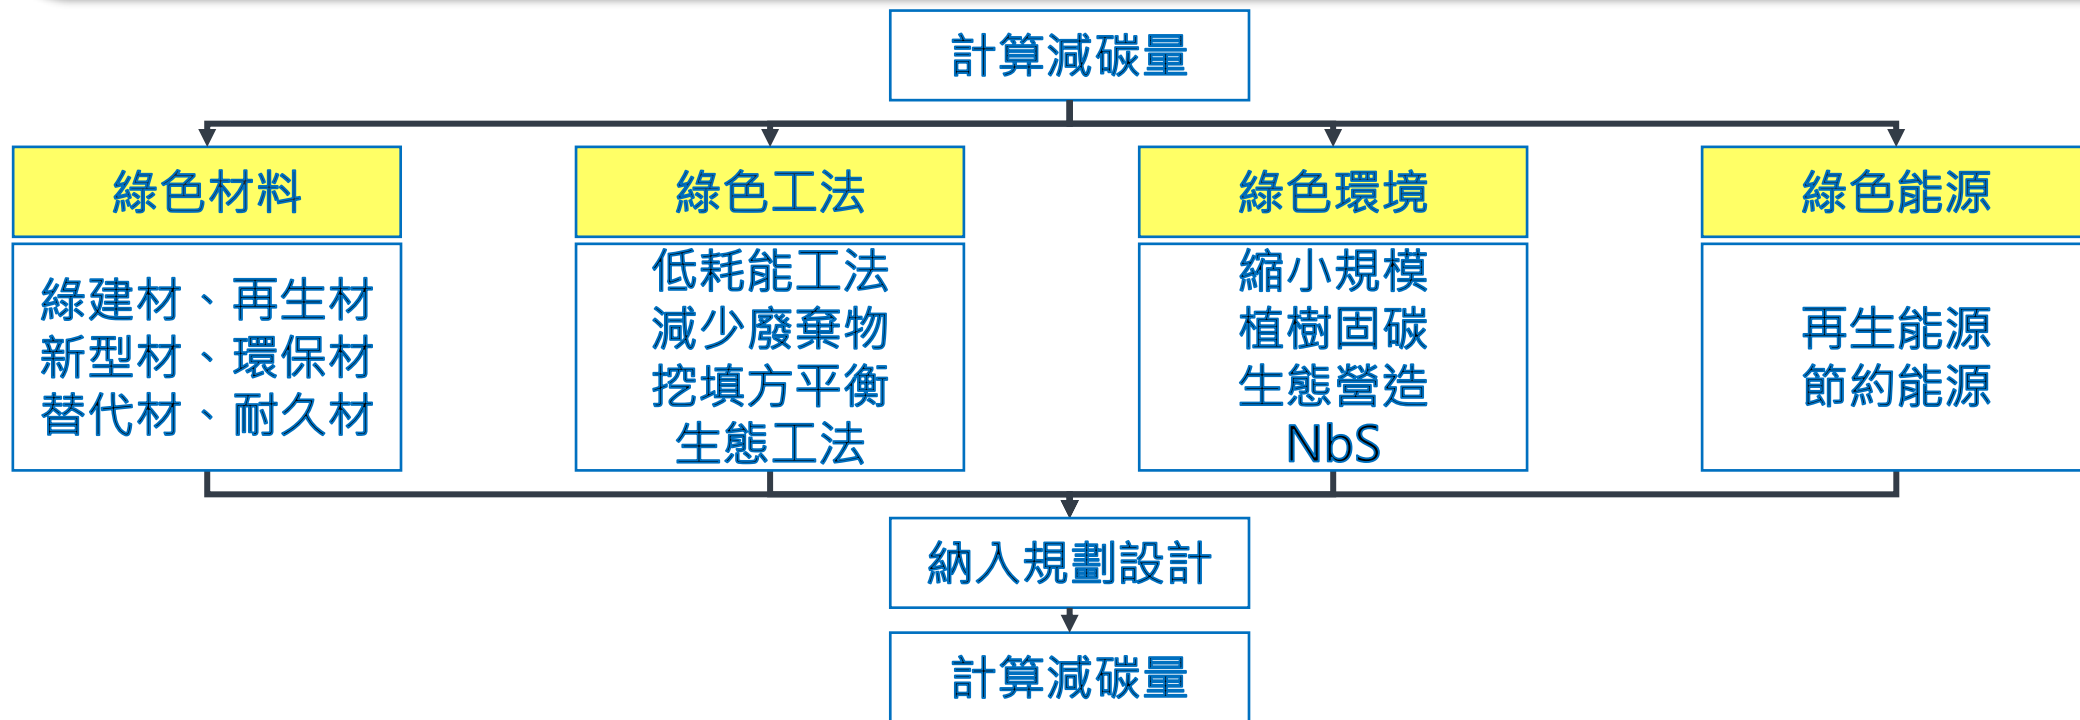 計算減碳量
綠色材料
綠建材、再生材
新型材、環保材
替代材、耐久材
綠色工法
低耗能工法
減少廢棄物
挖填方平衡
生態工法
綠色環境
縮小規模
植樹固碳
生態營造
NbS
綠色能源
再生能源
節約能源
納入規劃設計
計算減碳量